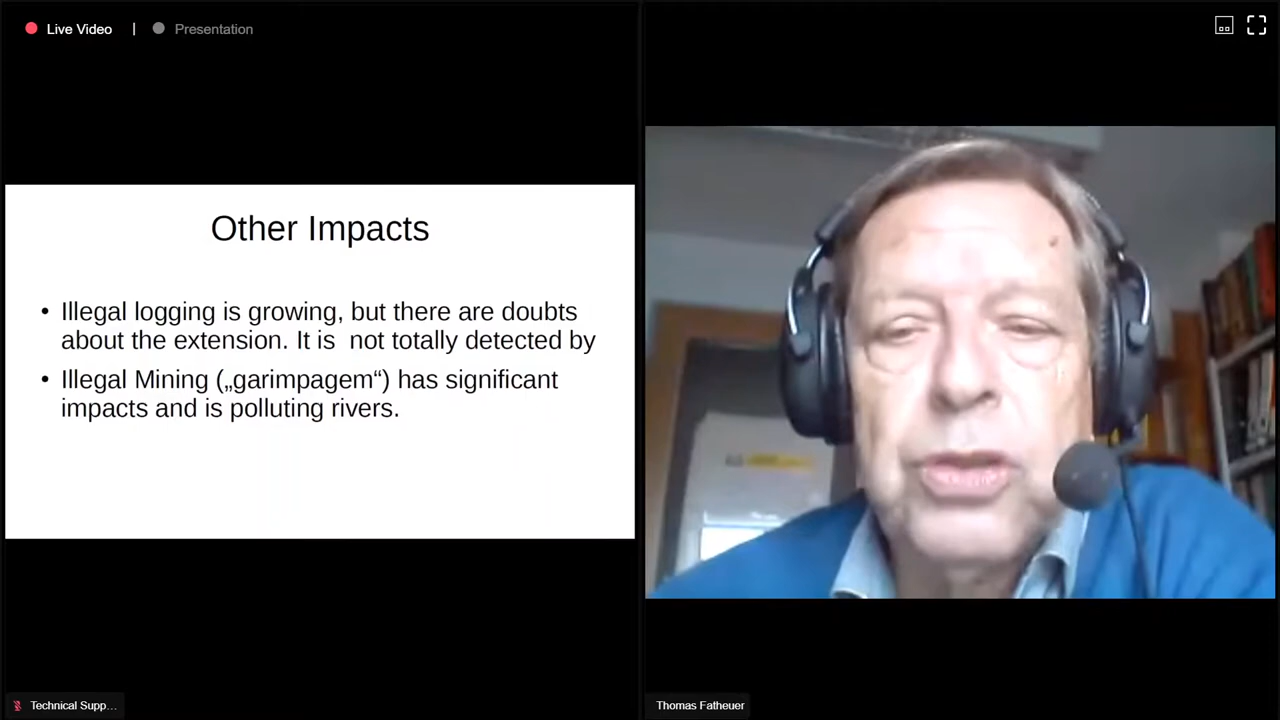 Live Video | Presentation
Other Impacts
• Illegal logging is growing, but there are doubts
about the extension. It is  not totally detected by
• Illegal Mining („garimpagem“) has significant
impacts and is polluting rivers.
Technical Supp...
Thomas Fatheuer